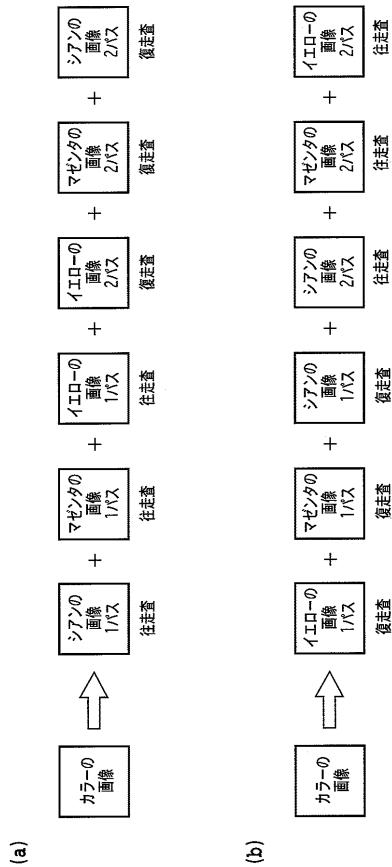 (a)
カラーの
画像
シアンの
画像
1パス
往走査
+
マゼンタの
画像
1パス
往走査
+
イエローの
画像
1パス
往走査
+
イエローの
画像
2パス
復走査
+
マゼンタの
画像
2パス
復走査
+
シアンの
画像
2パス
復走査
(b)
カラーの
画像
イエローの
画像
1パス
復走査
+
マゼンタの
画像
1パス
復走査
+
シアンの
画像
1パス
復走査
+
シアンの
画像
2パス
往走査
+
マゼンタの
画像
2パス
往走査
+
イエローの
画像
2パス
往走査